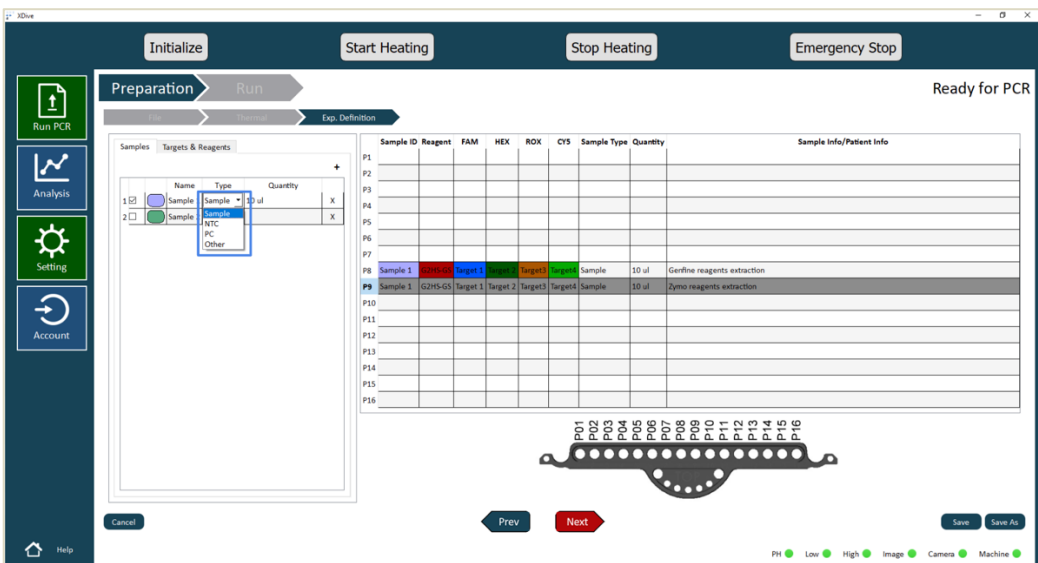 XDive
Initialize Start Heating Stop Heating Emergency Stop
Preparation Run Ready for PCR
File Thermal Exp. Definition
Run PCR
Analysis
Setting
Account
Help
Samples Targets & Reagents
+
Name Type Quantity
1 Sample Sample 10 ul X
2 Sample X
Sample
NTC
PC
Other
Sample ID Reagent FAM HEX ROX CY5 Sample Type Quantity Sample Info/Patient Info
P1
P2
P3
P4
P5
P6
P7
P8 Sample 1 G2HS-GS Target 1 Target 2 Target3 Target4 Sample 10 ul Genfine reagents extraction
P9 Sample 1 G2HS-GS Target 1 Target 2 Target3 Target4 Sample 10 ul Zymo reagents extraction
P10
P11
P12
P13
P14
P15
P16
P01 P02 P03 P04 P05 P06 P07 P08 P09 P10 P11 P12 P13 P14 P15 P16
Cancel Prev Next Save Save As
PH Low High Image Camera Machine